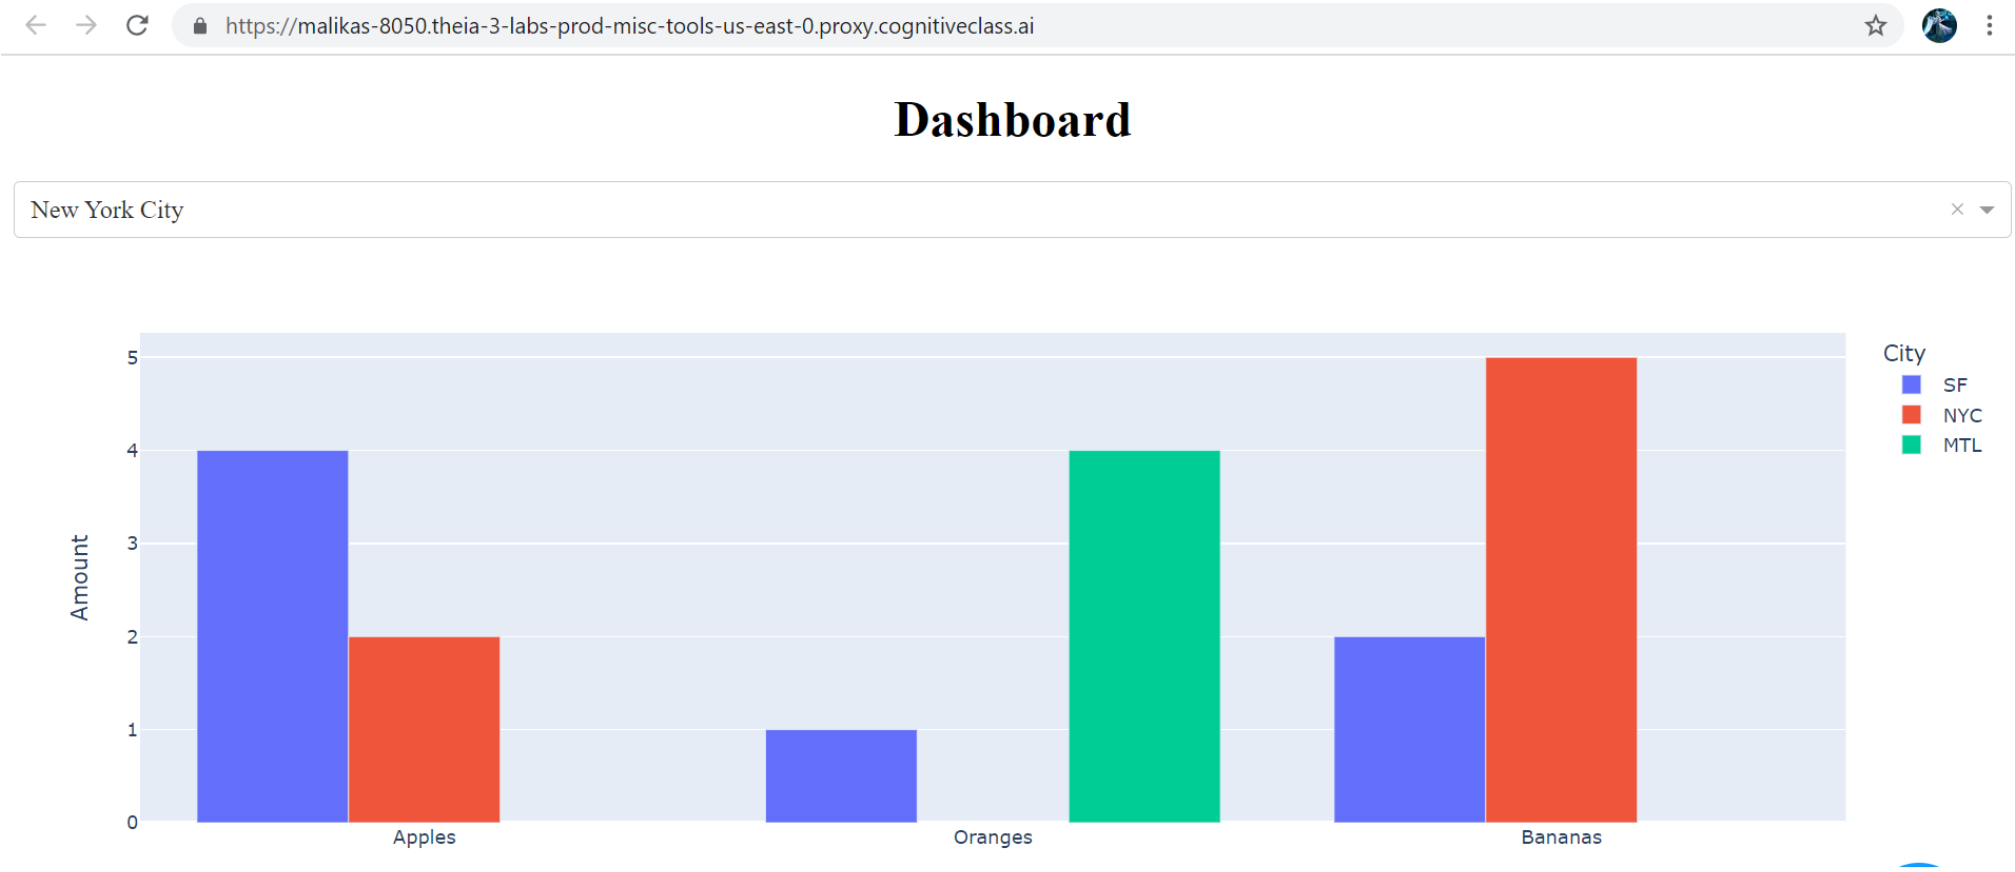 https://malikas-8050.theia-3-labs-prod-misc-tools-us-east-0.proxy.cognitiveclass.ai
Dashboard
New York City
City
SF
NYC
MTL
Amount
5
4
3
2
1
0
Apples Oranges Bananas